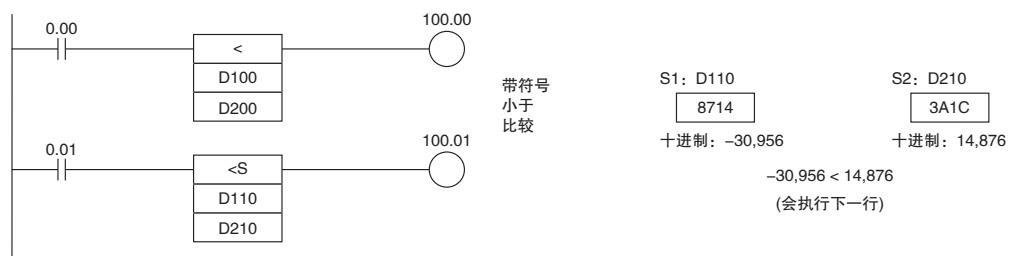 0.00
100.00
<
D100
D200
带符号
小于
比较
S1：D110
S2：D210
8714
3A1C
十进制：–30,956
十进制：14,876
–30,956 < 14,876
(会执行下一行)
0.01
100.01
<S
D110
D210